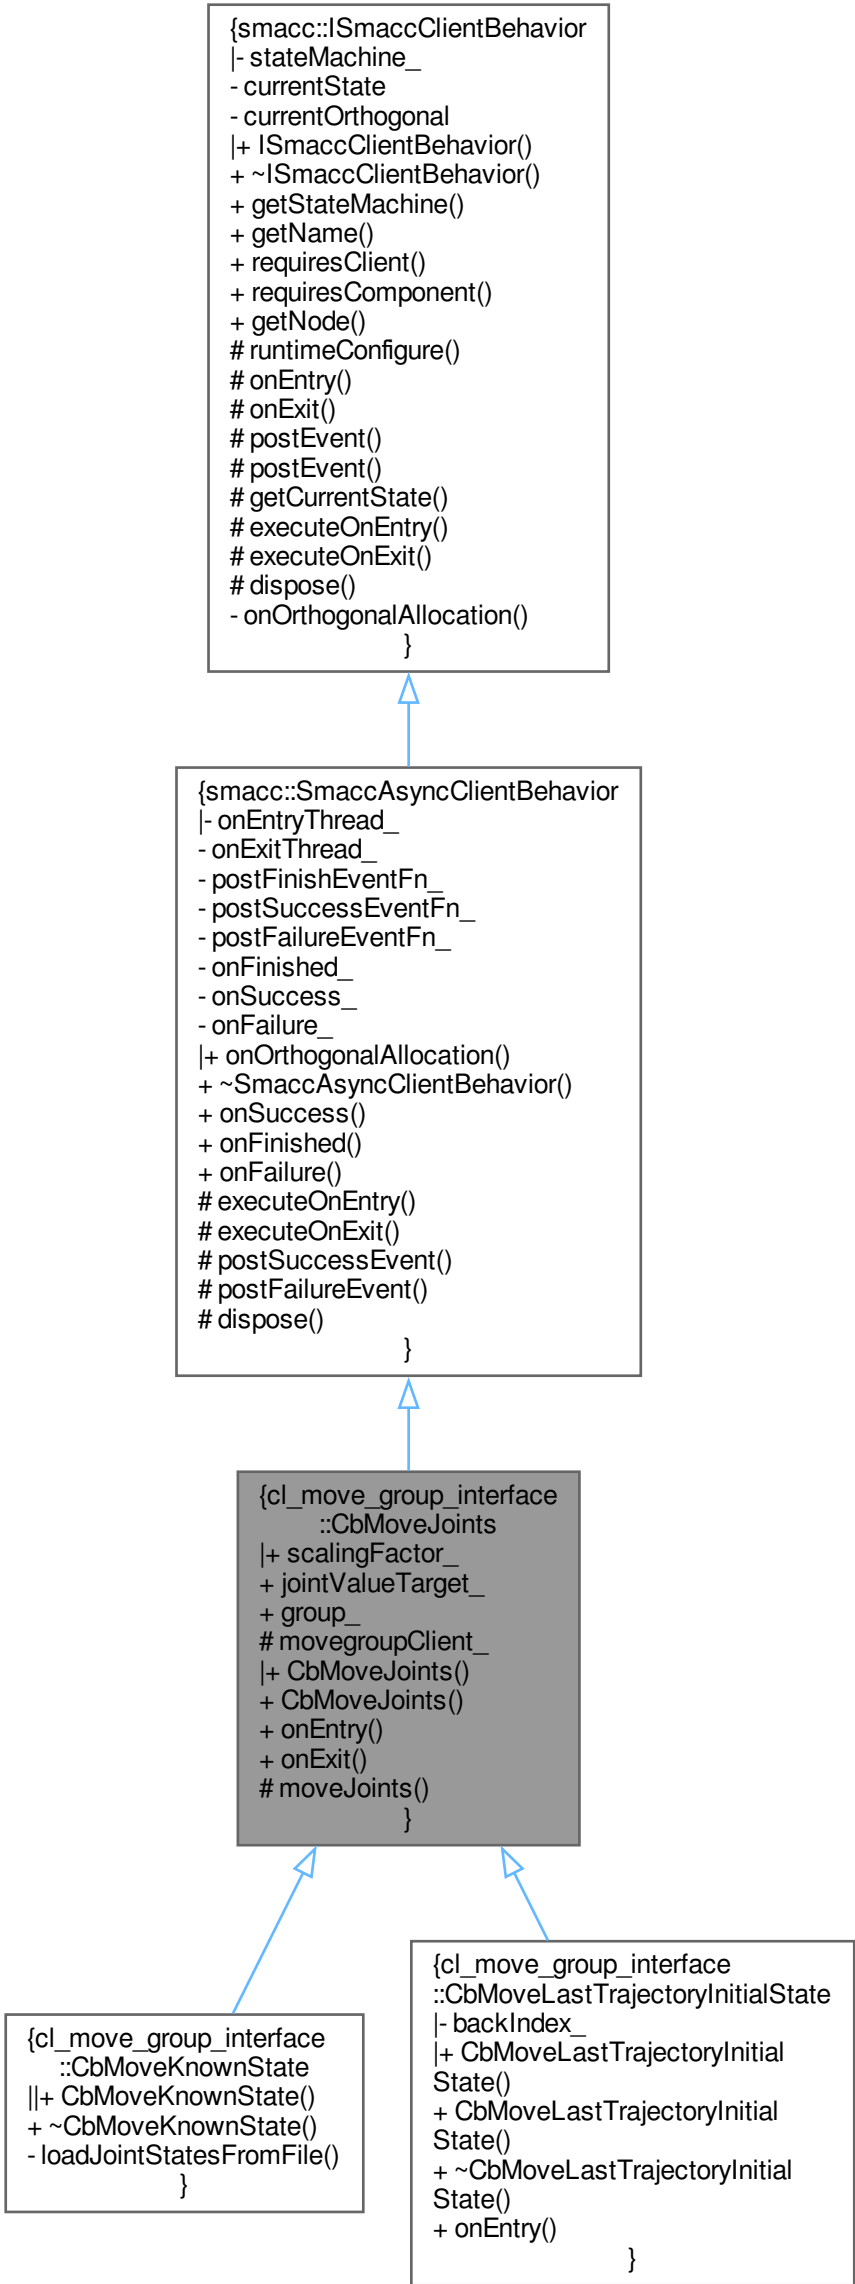 {smacc::ISmaccClientBehavior
|- stateMachine_
- currentState
- currentOrthogonal
|+ ISmaccClientBehavior()
+ ~ISmaccClientBehavior()
+ getStateMachine()
+ getName()
+ requiresClient()
+ requiresComponent()
+ getNode()
# runtimeConfigure()
# onEntry()
# onExit()
# postEvent()
# postEvent()
# getCurrentState()
# executeOnEntry()
# executeOnExit()
# dispose()
- onOrthogonalAllocation()
}
{smacc::SmaccAsyncClientBehavior
|- onEntryThread_
- onExitThread_
- postFinishEventFn_
- postSuccessEventFn_
- postFailureEventFn_
- onFinished_
- onSuccess_
- onFailure_
|+ onOrthogonalAllocation()
+ ~SmaccAsyncClientBehavior()
+ onSuccess()
+ onFinished()
+ onFailure()
# executeOnEntry()
# executeOnExit()
# postSuccessEvent()
# postFailureEvent()
# dispose()
}
{cl_move_group_interface
::CbMoveJoints
|+ scalingFactor_
+ jointValueTarget_
+ group_
# movegroupClient_
|+ CbMoveJoints()
+ CbMoveJoints()
+ onEntry()
+ onExit()
# moveJoints()
}
{cl_move_group_interface
::CbMoveKnownState
||+ CbMoveKnownState()
+ ~CbMoveKnownState()
- loadJointStatesFromFile()
}
{cl_move_group_interface
::CbMoveLastTrajectoryInitialState
|- backIndex_
|+ CbMoveLastTrajectoryInitial
State()
+ CbMoveLastTrajectoryInitial
State()
+ ~CbMoveLastTrajectoryInitial
State()
+ onEntry()
}